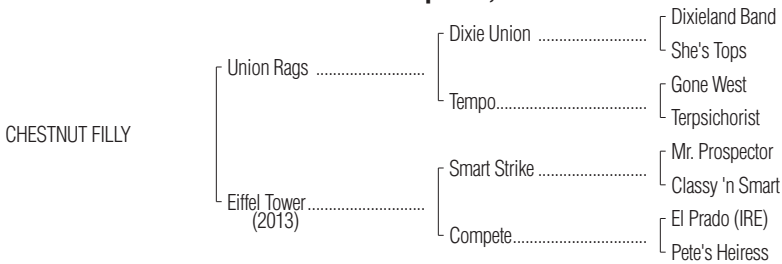 Dixieland Band
Dixie Union ............................
She's Tops
Union Rags ............................
Gone West
Tempo.......................................
Terpsichorist
CHESTNUT FILLY
Mr. Prospector
Smart Strike ............................
Classy 'n Smart
Eiffel Tower..............................
(2013)
El Prado (IRE)
Compete...................................
Pete's Heiress